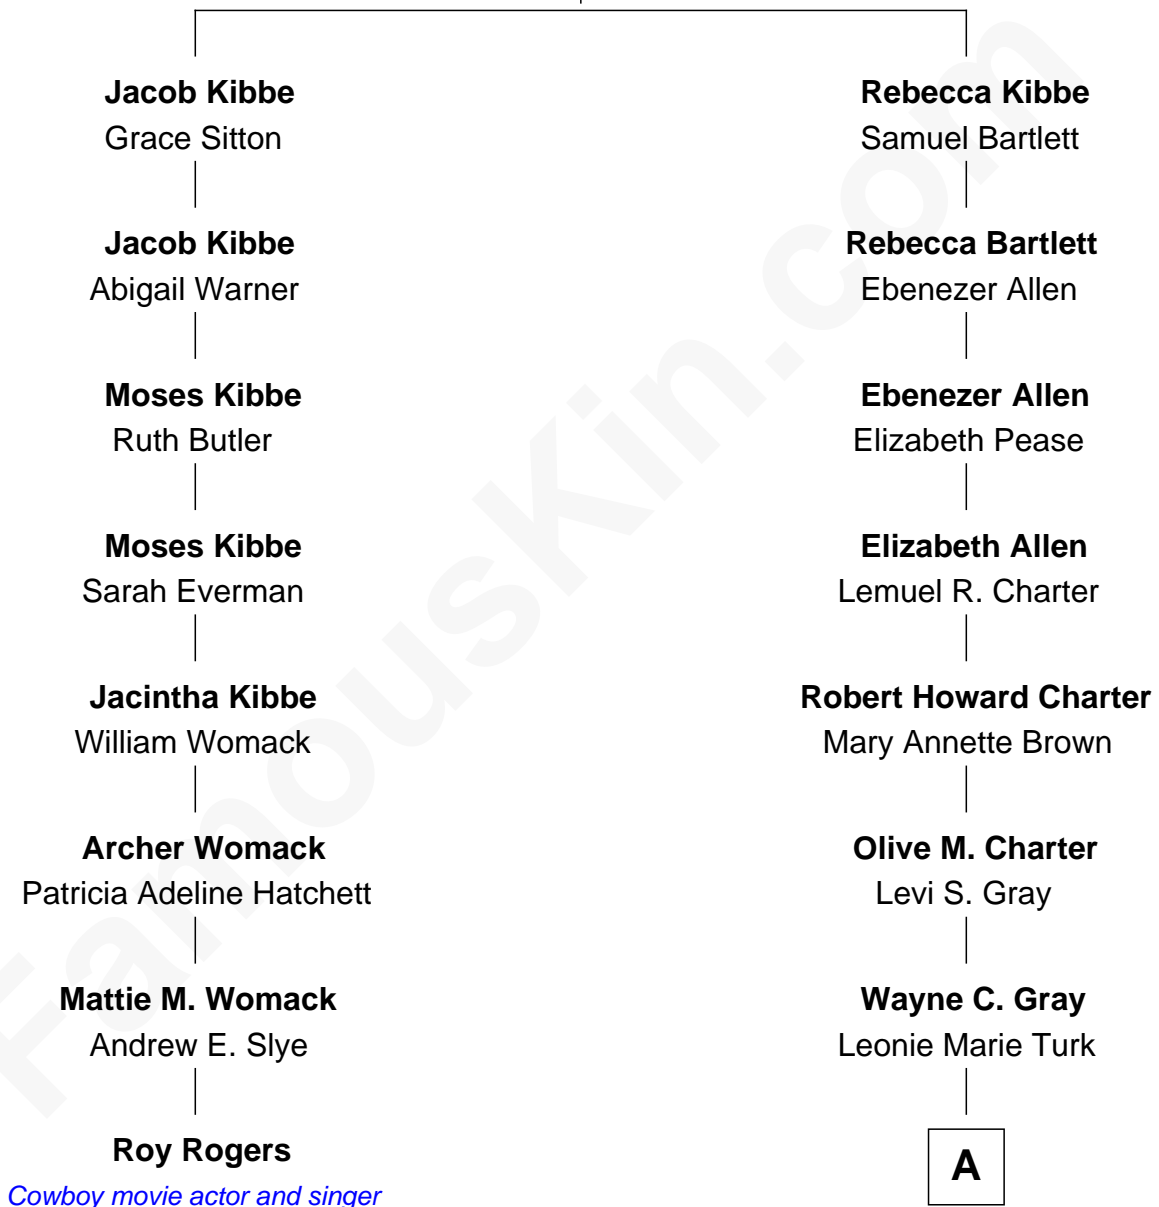 Jacob Kibbe
Grace Sitton
Rebecca Kibbe
Samuel Bartlett
Jacob Kibbe
Abigail Warner
Rebecca Bartlett
Ebenezer Allen
Moses Kibbe
Ruth Butler
Ebenezer Allen
Elizabeth Pease
Moses Kibbe
Sarah Everman
Elizabeth Allen
Lemuel R. Charter
Jacintha Kibbe
William Womack
Robert Howard Charter
Mary Annette Brown
Archer Womack
Patricia Adeline Hatchett
Olive M. Charter
Levi S. Gray
Mattie M. Womack
Andrew E. Slye
Wayne C. Gray
Leonie Marie Turk
Roy Rogers
Cowboy movie actor and singer
A
FamousKin.com